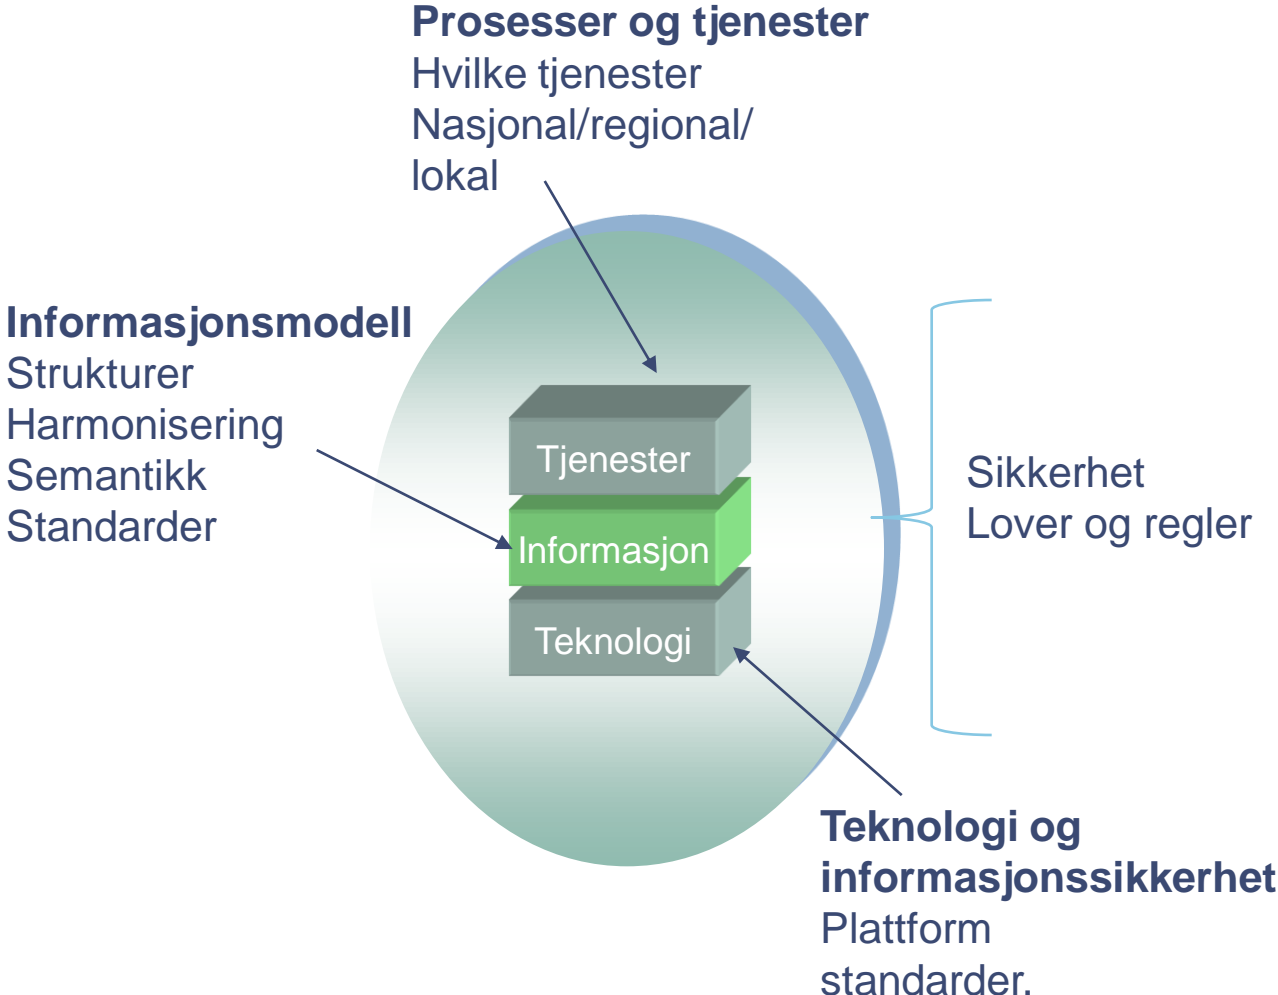 Prosesser og tjenester
Hvilke tjenester
Nasjonal/regional/
lokal
Informasjonsmodell
Strukturer
Harmonisering
Semantikk
Standarder
Tjenester
Informasjon
Teknologi
Sikkerhet
Lover og regler
Teknologi og
informasjonssikkerhet
Plattform
standarder.